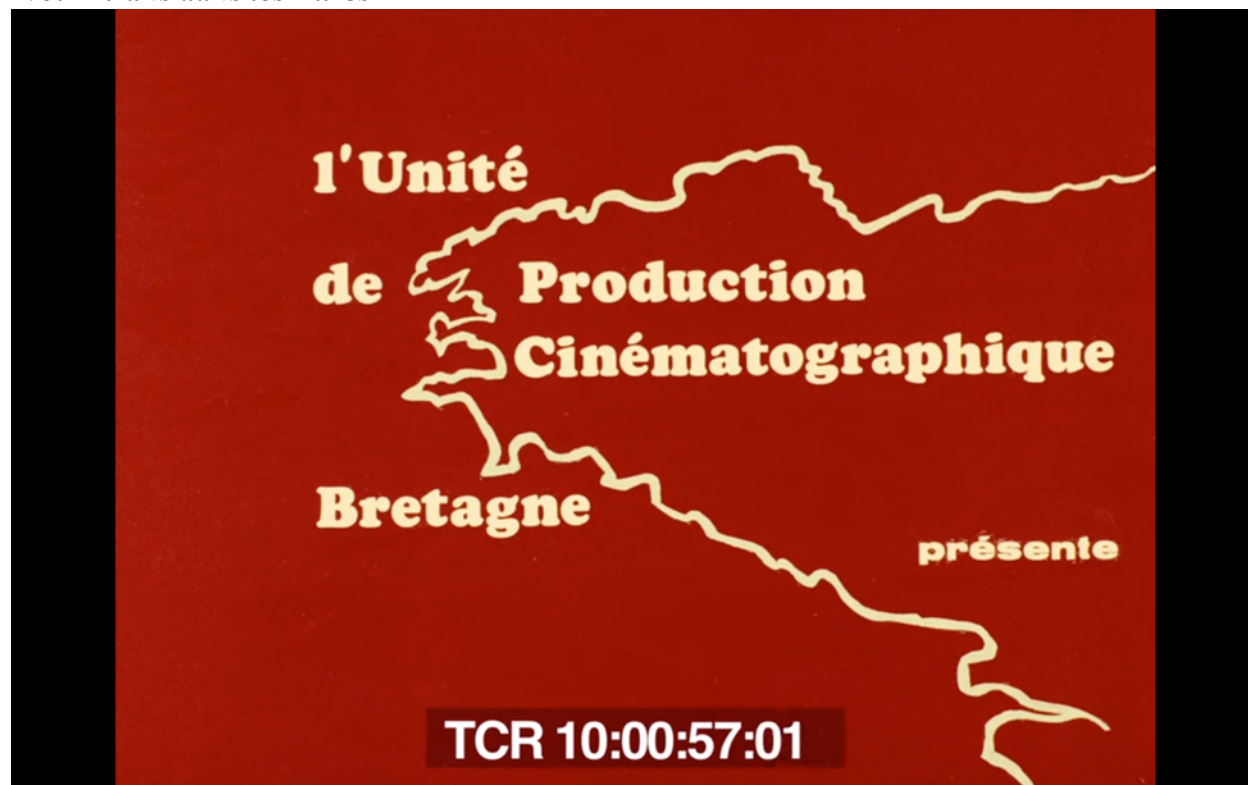 l'Unité
de Production
Cinématographique
Bretagne
présente
TCR 10:00:57:01